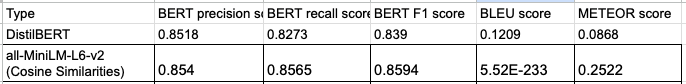 Type BERT precision sc BERT recall score BERT F1 score BLEU score METEOR score
DistilBERT 0.8518 0.8273 0.839 0.1209 0.0868
all-MiniLM-L6-v2
(Cosine Similarities) 0.854 0.8565 0.8594 5.52E-233 0.2522